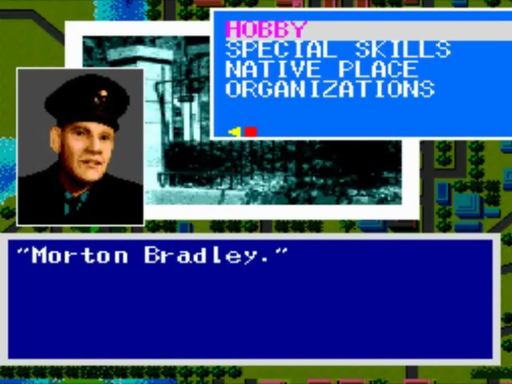 HOBBY
SPECIAL SKILLS
NATIVE PLACE
ORGANIZATIONS
"Morton Bradley."